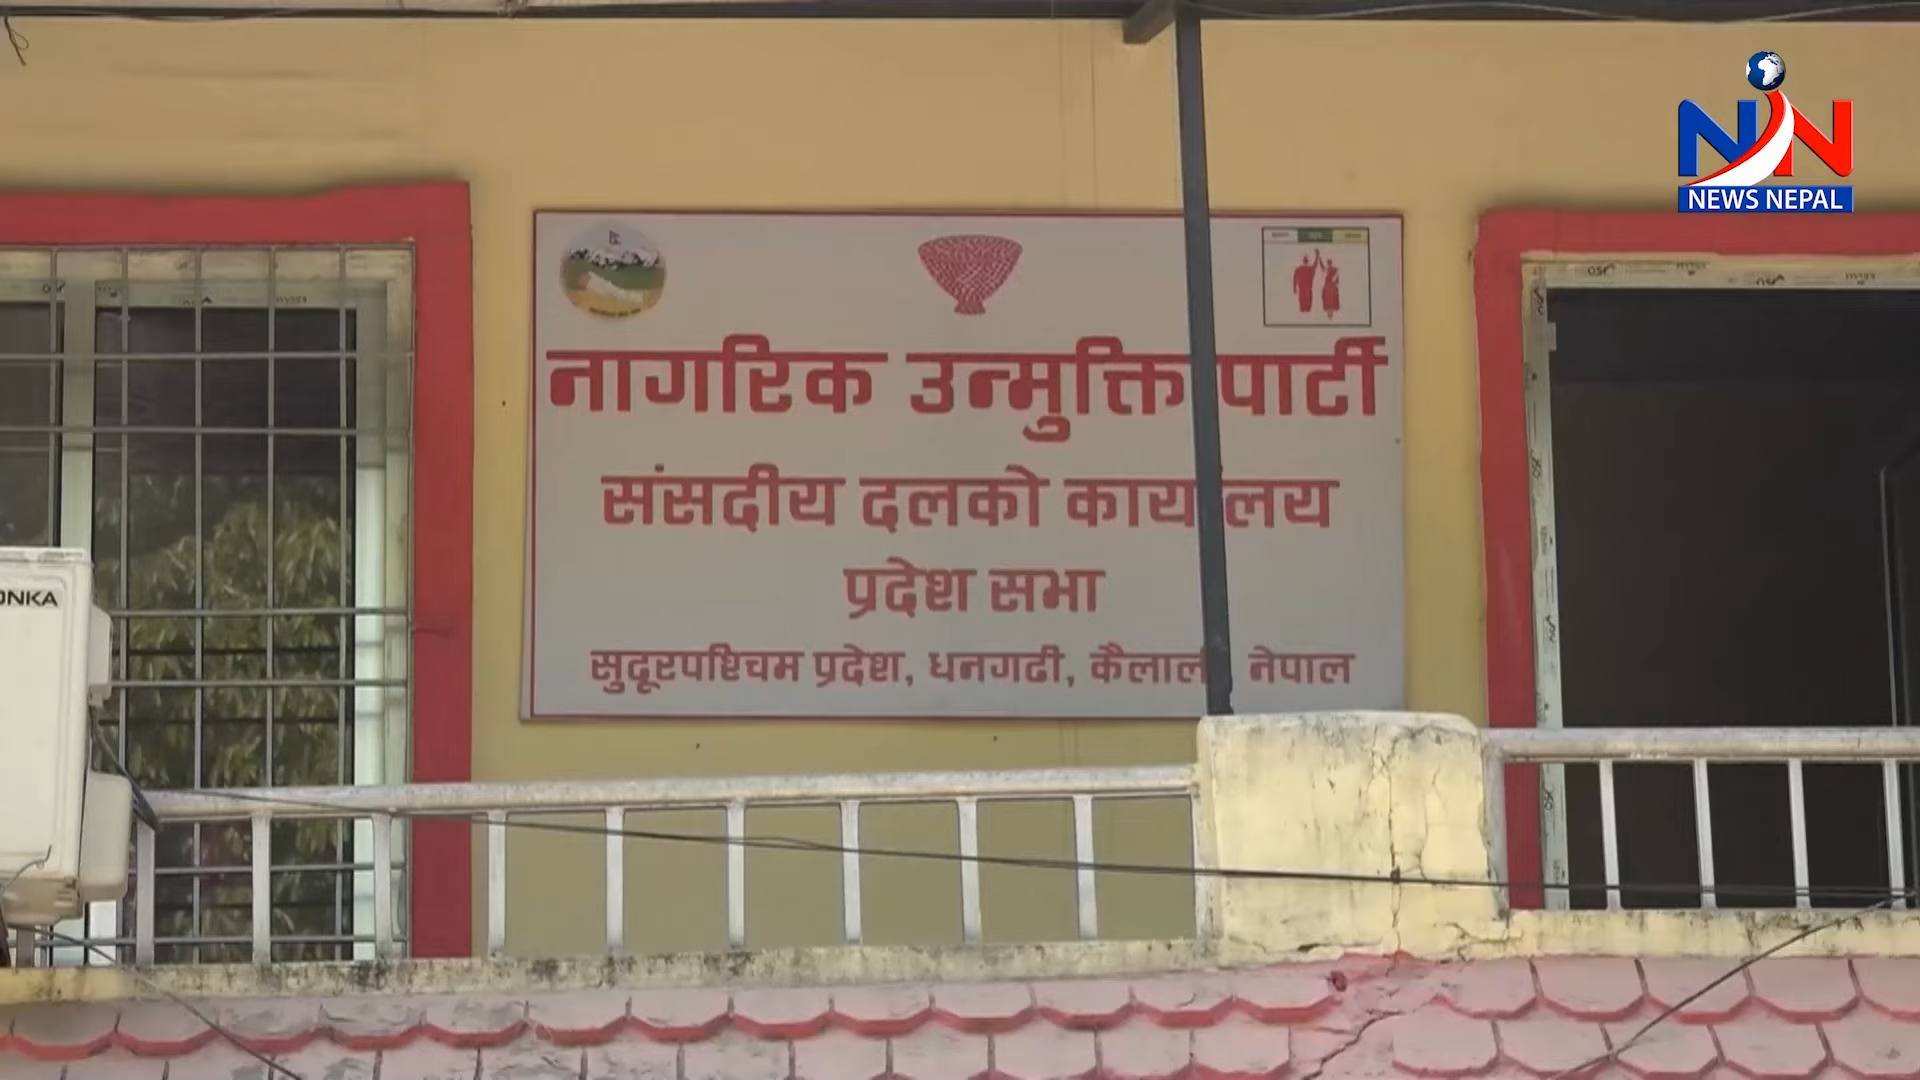 NEWS NEPAL
नागरिक उन्मुक्ति पार्टी
संसदीय दलको कार्यालय
प्रदेश सभा
सुदूरपश्चिम प्रदेश, धनगढी, कैलाली नेपाल
ONKA